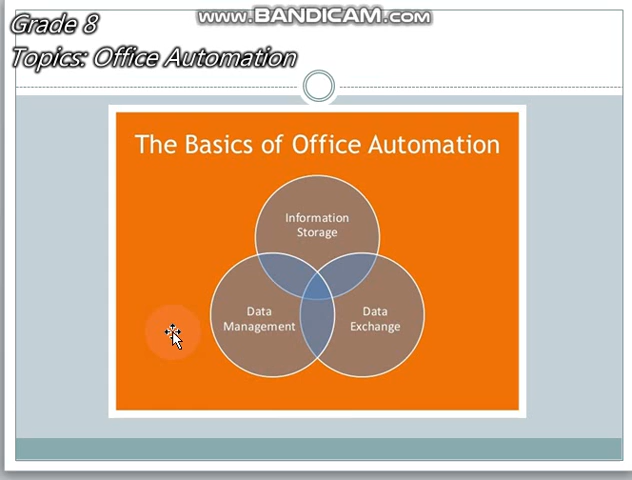 Grade 8
www.BANDICAM.com
Topics: Office Automation
The Basics of Office Automation
Information
Storage
Data
Management
Data
Exchange